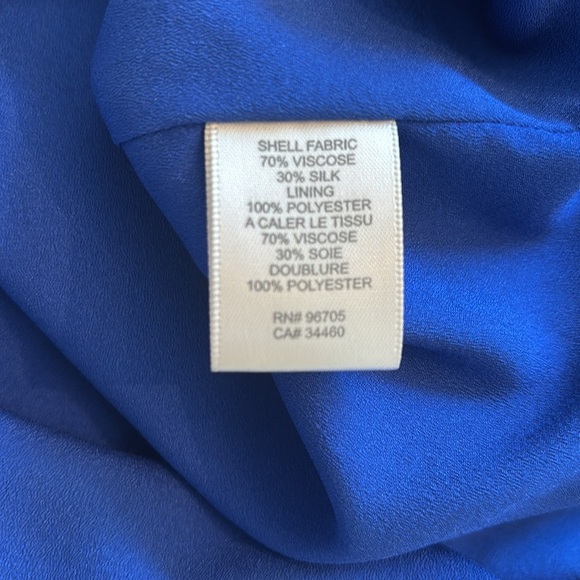 SHELL FABRIC
70% VISCOSE
30% SILK
LINING
100% POLYESTER
A CALER LE TISSU
70% VISCOSE
30% SOIE
DOUBLURE
100% POLYESTER
RN# 96705
CA# 34460